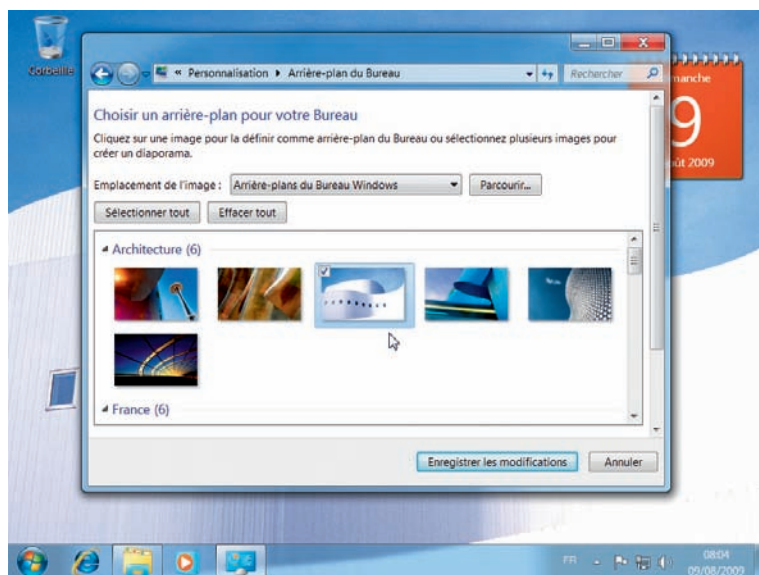 Corbeille
« Personnalisation ▸ Arrière-plan du Bureau
Rechercher
manche
9
oût 2009
Choisir un arrière-plan pour votre Bureau
Cliquez sur une image pour la définir comme arrière-plan du Bureau ou sélectionnez plusieurs images pour
créer un diaporama.
Emplacement de l'image : Arrière-plans du Bureau Windows Parcourir...
Sélectionner tout Effacer tout
Architecture (6)
France (6)
Enregistrer les modifications Annuler
FR
08:04
09/08/2009